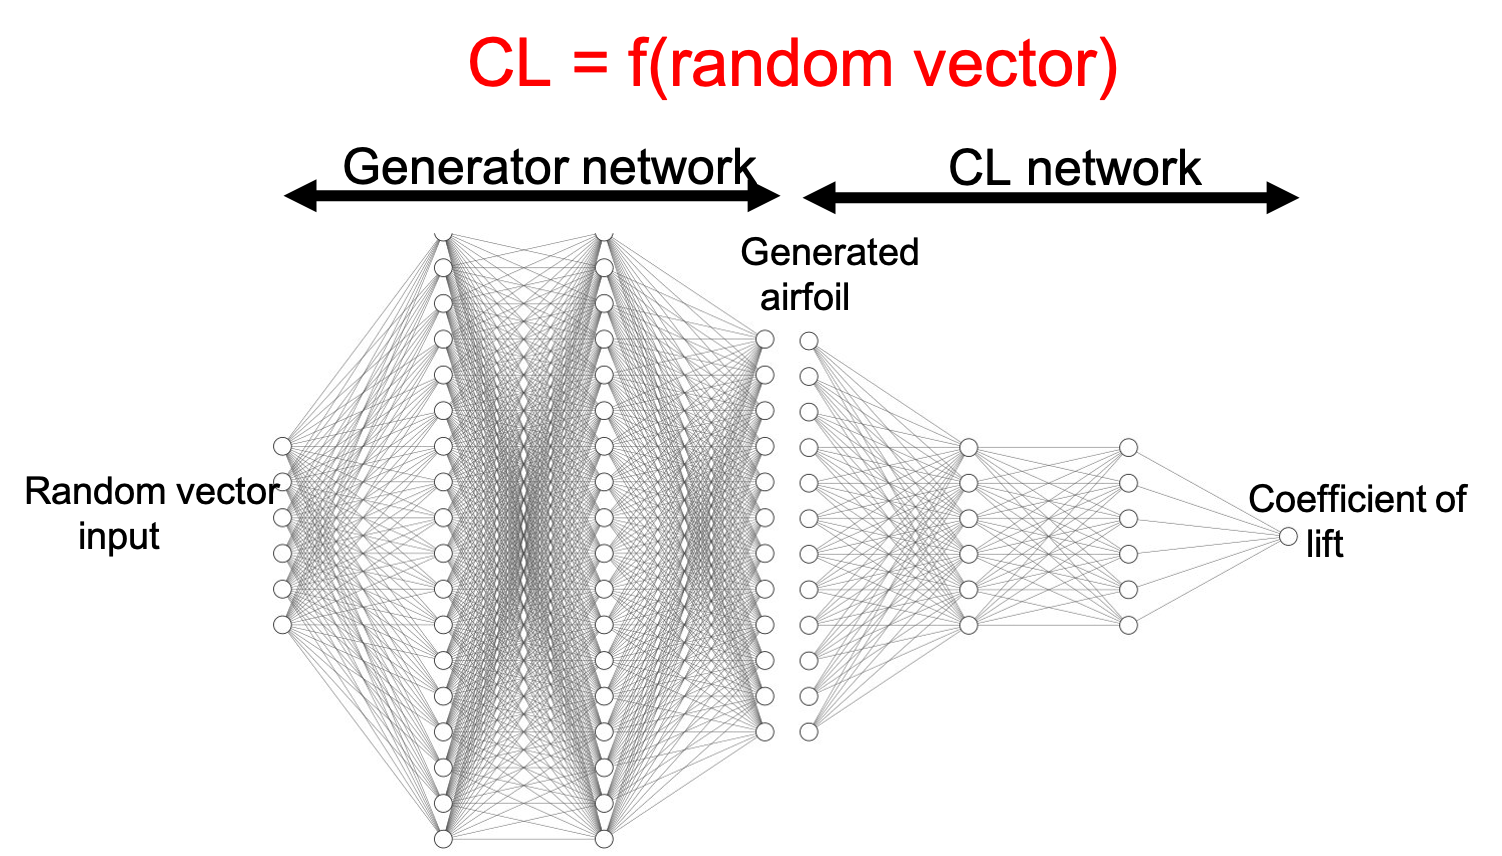 CL = f(random vector)
Generator network
CL network
Generated
airfoil
Random vector
input
Coefficient of
lift